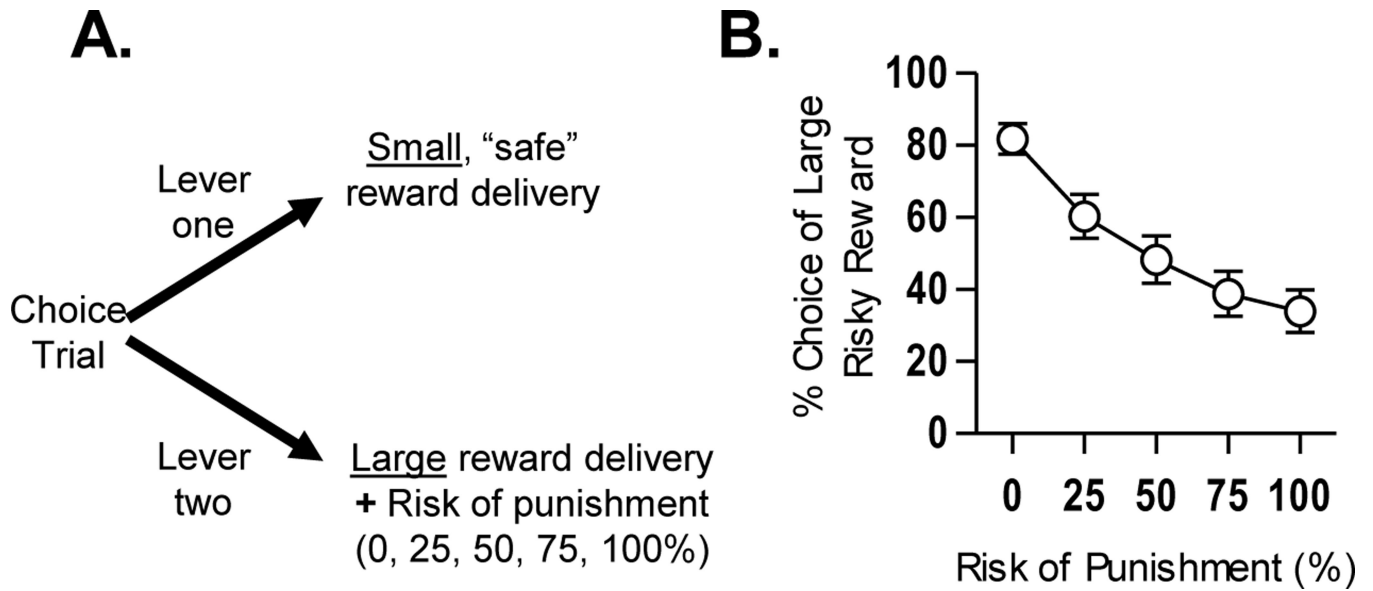 A.
Choice
Trial
Lever
one
Small, “safe”
reward delivery
Lever
two
Large reward delivery
+ Risk of punishment
(0, 25, 50, 75, 100%)
B.
% Choice of Large
Risky Rew ard
100
80
60
40
20
0
0 25 50 75 100
Risk of Punishment (%)